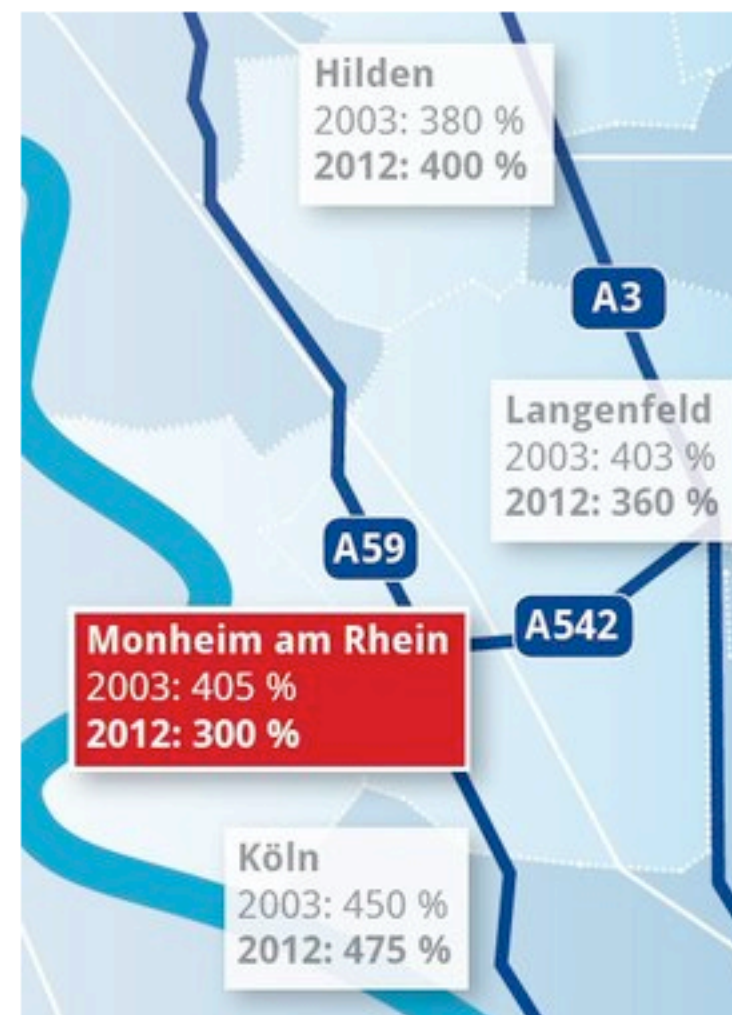 Hilden
2003: 380 %
2012: 400 %
A3
Langenfeld
2003: 403 %
2012: 360 %
A59
A542
Monheim am Rhein
2003: 405 %
2012: 300 %
Köln
2003: 450 %
2012: 475 %